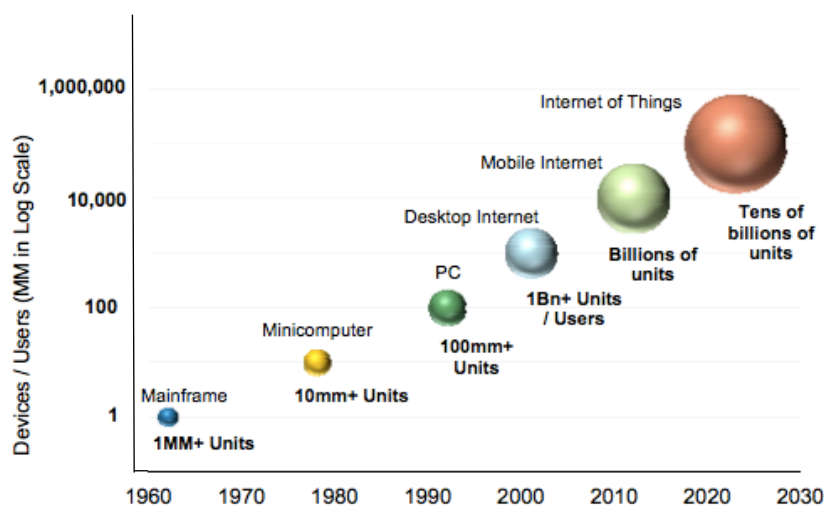 Devices / Users (MM in Log Scale)
1,000,000
10,000
100
1
Internet of Things
Mobile Internet
Desktop Internet
PC
Minicomputer
Mainframe
Tens of
billions of
units
Billions of
units
1Bn+ Units
/ Users
100mm+
Units
10mm+ Units
1MM+ Units
1960
1970
1980
1990
2000
2010
2020
2030